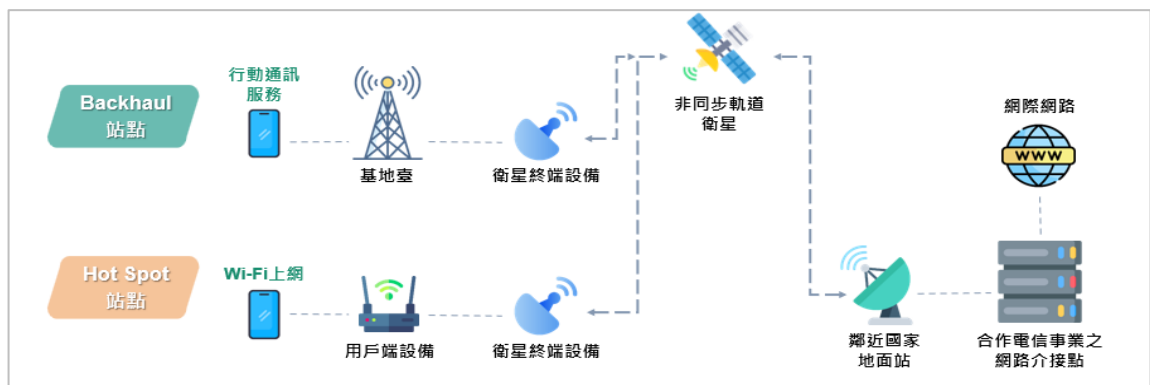 Backhaul
站點
行動通訊
服務
基地臺
衛星終端設備
非同步軌道
衛星
網際網路
WWW
Hot Spot
站點
Wi-Fi上網
用戶端設備
衛星終端設備
鄰近國家
地面站
合作電信事業之
網路介接點